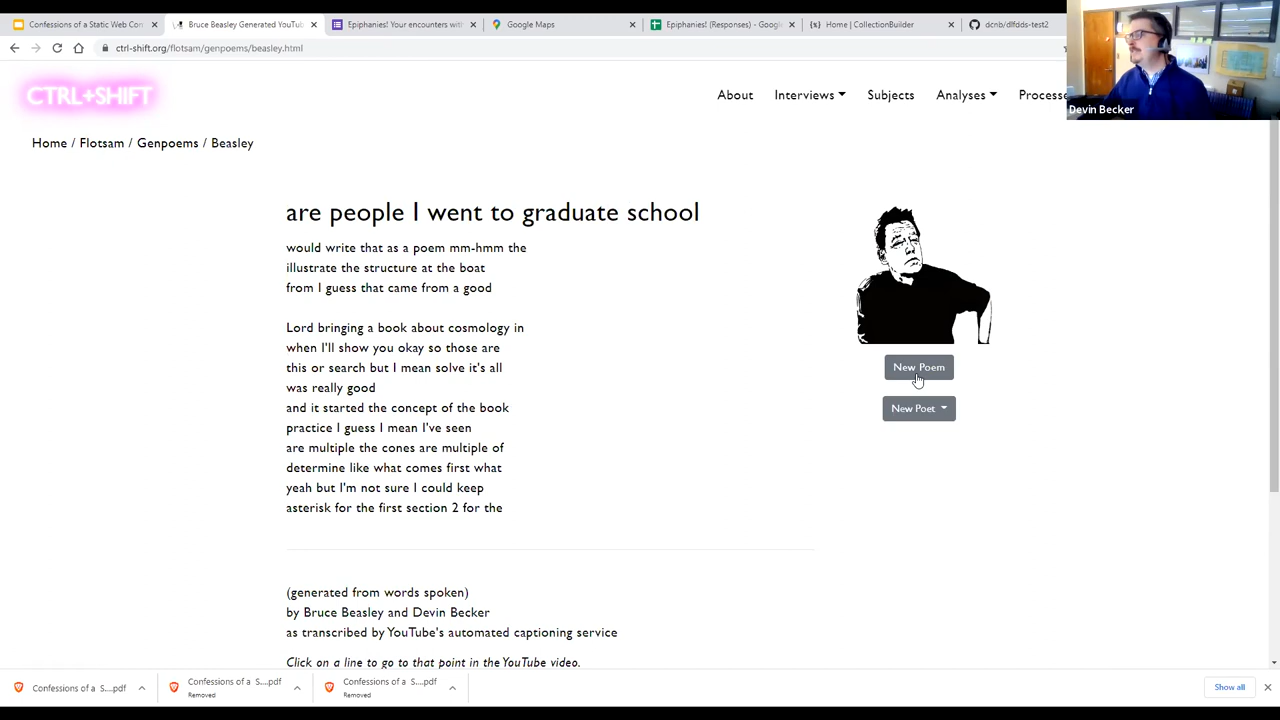 Confessions of a Static Web Con
Bruce Beasley Generated YouTub
Epiphanies! Your encounters with
Google Maps
Epiphanies! (Responses) - Googl
Home | CollectionBuilder
dcnb/dlfdds-test2
ctrl-shift.org/flotsam/genpoems/beasley.html
CTRL+SHIFT
About
Interviews
Subjects
Analyses
Processe
Devin Becker
Home / Flotsam / Genpoems / Beasley
are people I went to graduate school
would write that as a poem mm-hmm the
illustrate the structure at the boat
from I guess that came from a good
Lord bringing a book about cosmology in
when I'll show you okay so those are
this or search but I mean solve it's all
was really good
and it started the concept of the book
practice I guess I mean I've seen
are multiple the cones are multiple of
determine like what comes first what
yeah but I'm not sure I could keep
asterisk for the first section 2 for the
New Poem
New Poet
(generated from words spoken)
by Bruce Beasley and Devin Becker
as transcribed by YouTube's automated captioning service
Click on a line to go to that point in the YouTube video.
Confessions of a S....pdf
Confessions of a S....pdf
Removed
Confessions of a S....pdf
Removed
Show all